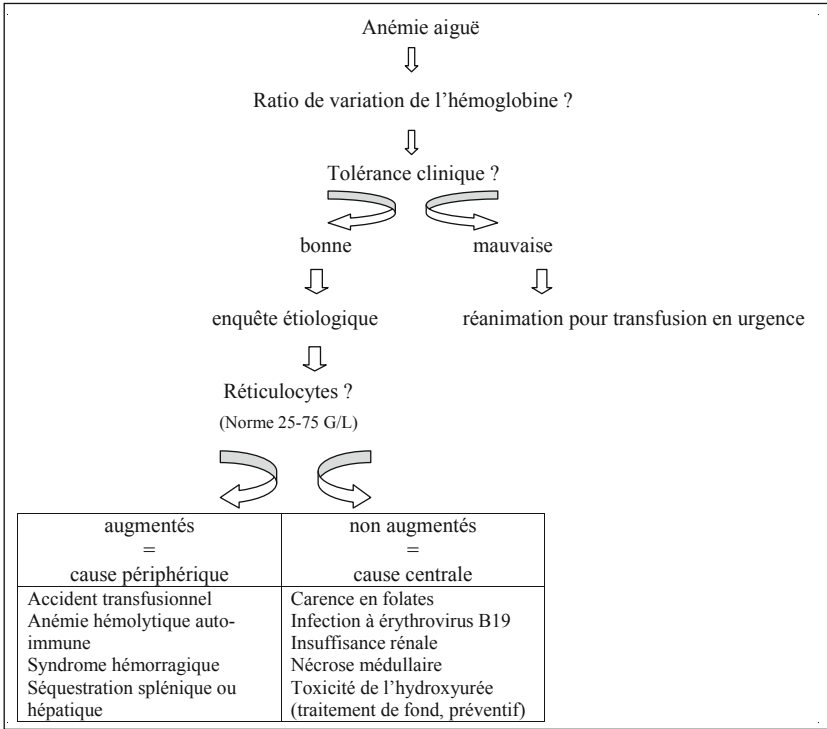 Anémie aiguë
Ratio de variation de l'hémoglobine ?
Tolérance clinique ?
bonne
mauvaise
enquête étiologique
réanimation pour transfusion en urgence
Réticulocytes ?
(Norme 25-75 G/L)
augmentés
=
cause périphérique
non augmentés
=
cause centrale
Accident transfusionnel
Anémie hémolytique auto-
immune
Syndrome hémorragique
Séquestration splénique ou
hépatique
Carence en folates
Infection à érythrovirus B19
Insuffisance rénale
Nécrose médullaire
Toxicité de l'hydroxyurée
(traitement de fond, préventif)